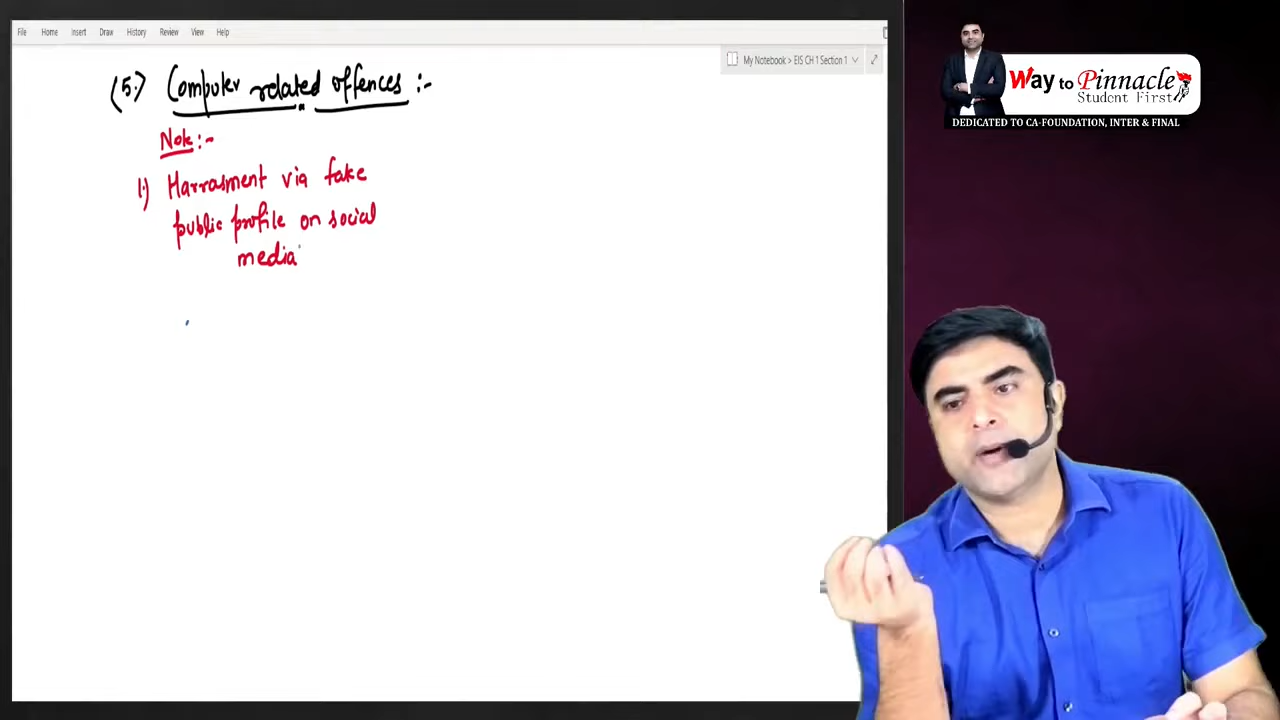 File Home Insert Draw History Review View Help
My Notebook > EIS CH 1 Section 1
(5.) Computer related offences :-
Note :-
1.) Harrasment via fake
public profile on social
media
Way to Pinnacle
Student First
DEDICATED TO CA-FOUNDATION, INTER & FINAL